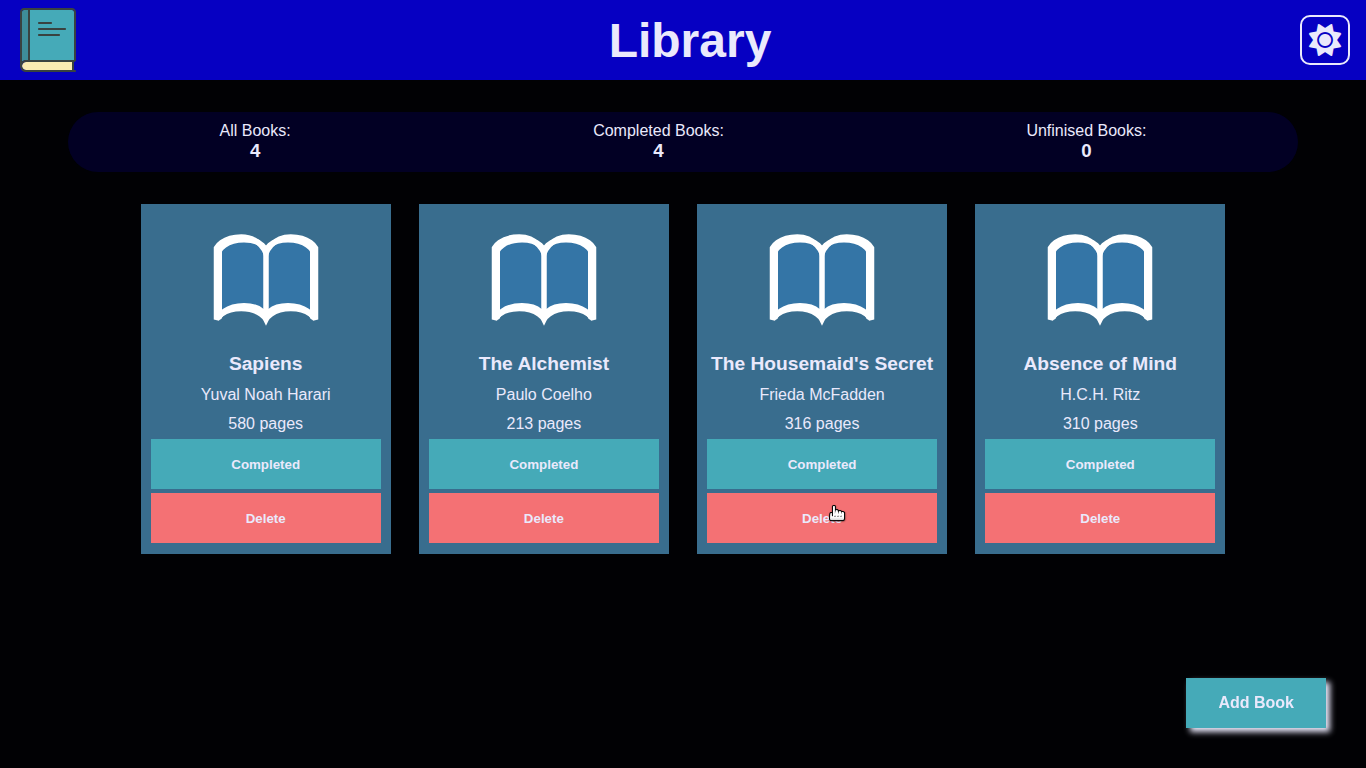 Library
All Books:
4
Completed Books:
4
Unfinised Books:
0
Sapiens
Yuval Noah Harari
580 pages
Completed
Delete
The Alchemist
Paulo Coelho
213 pages
Completed
Delete
The Housemaid's Secret
Frieda McFadden
316 pages
Completed
Delete
Absence of Mind
H.C.H. Ritz
310 pages
Completed
Delete
Add Book